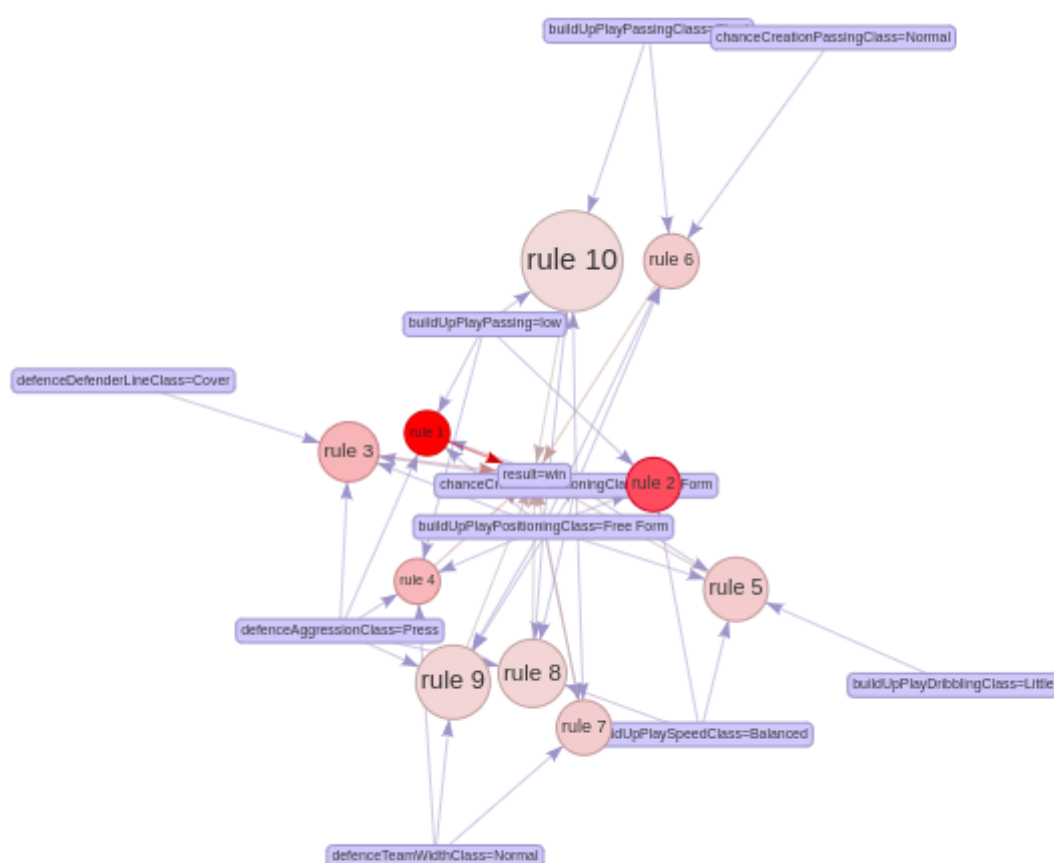 buildUpPlayPassingClass=
chanceCreationPassingClass=Normal
rule 10
rule 6
buildUpPlayPassing=low
defenceDefenderLineClass=Cover
rule 1
rule 3
result=win
chanceC
oningCla
Form
rule 2
buildUpPlayPositioningClass=Free Form
rule 4
rule 5
defenceAggressionClass=Press
rule 8
rule 9
buildUpPlayDribblingClass=Little
rule 7
dUpPlaySpeedClass=Balanced
defenceTeamWidthClass=Normal